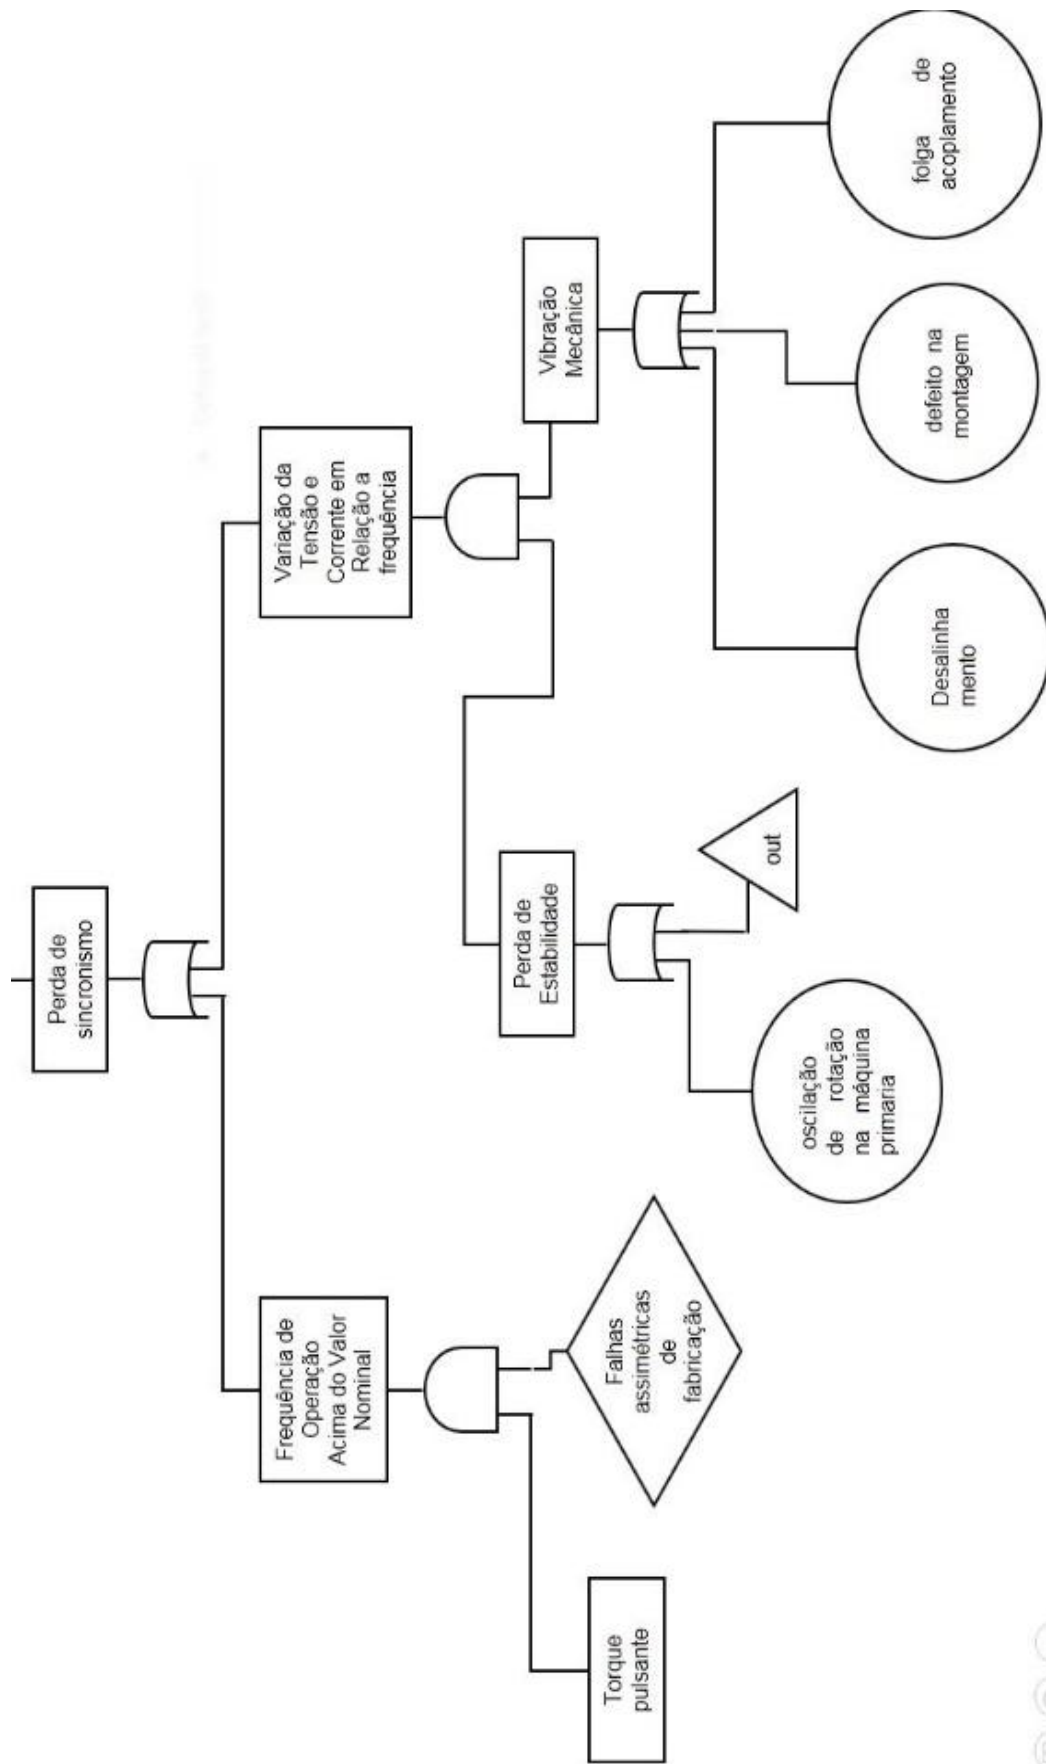 Perda de
sincronismo
Frequência de
Operação
Acima do Valor
Nominal
Variação da
Tensão e
Corrente em
Relação a
frequência
Torque
pulsante
Falhas
assimétricas
de
fabricação
Perda de
Estabilidade
Vibração
Mecânica
oscilação
de rotação
na máquina
primaria
out
Desalinha
mento
defeito na
montagem
folga de
acoplamento